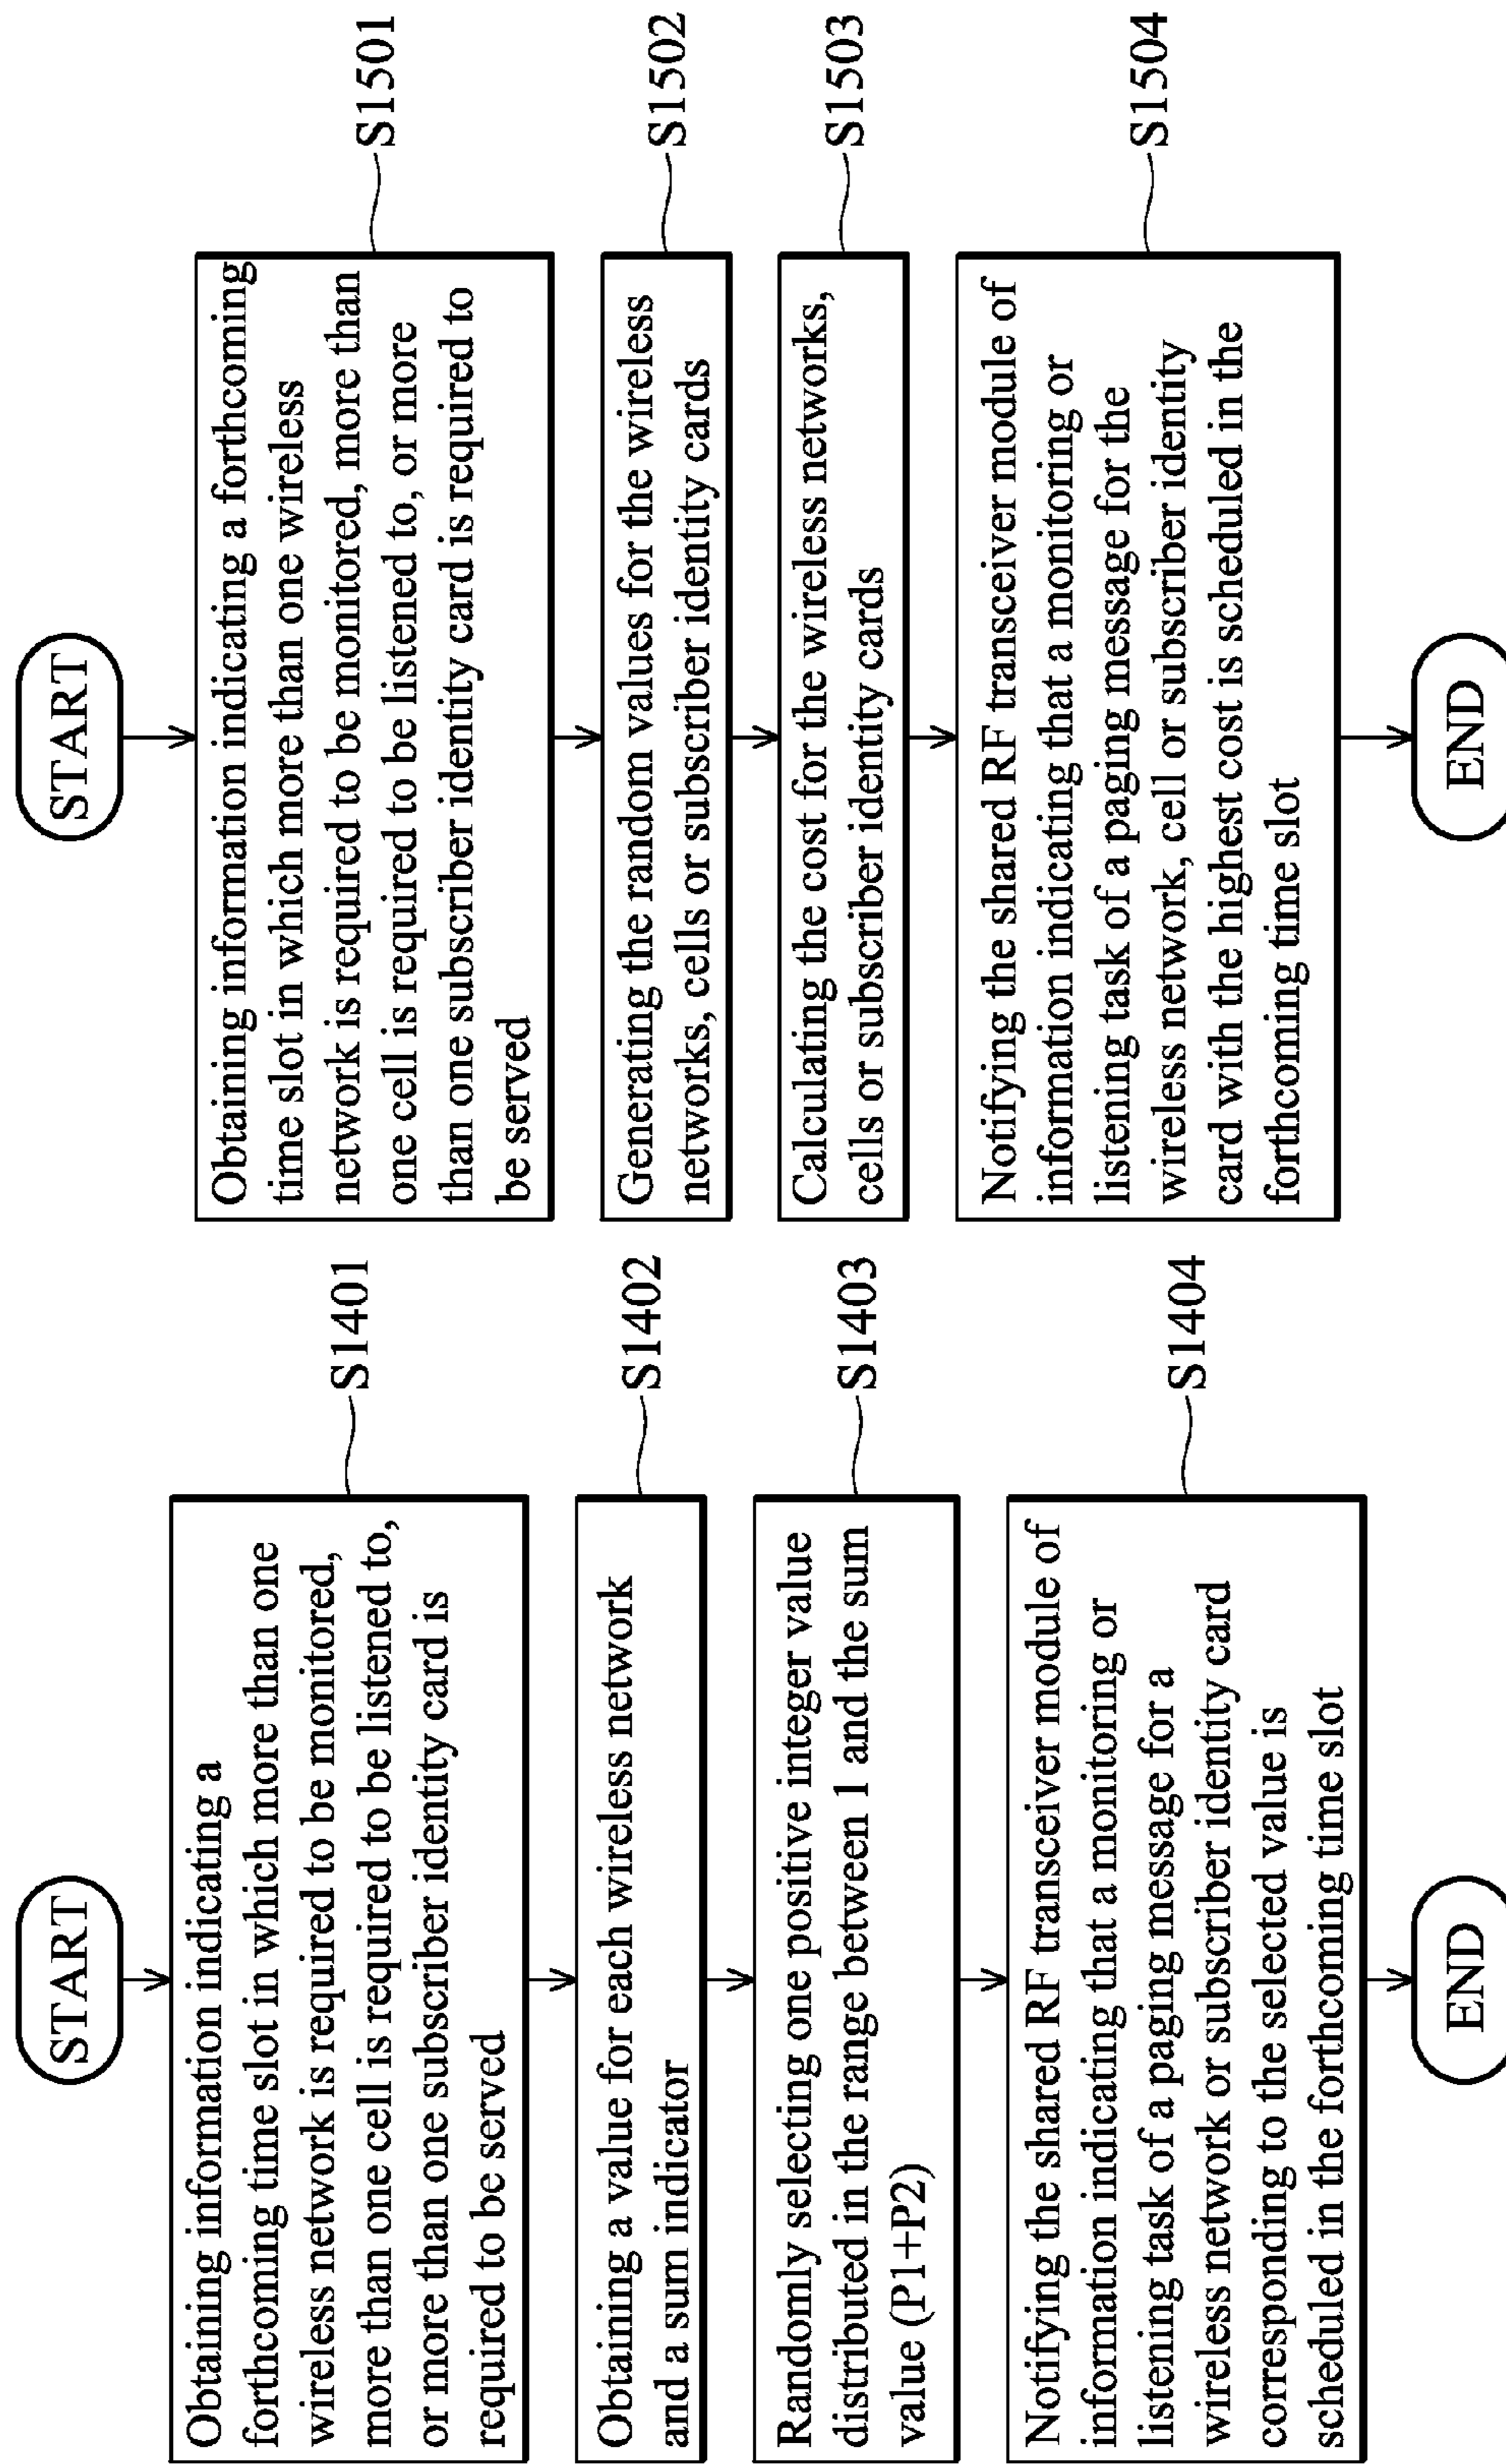 START
Obtaining information indicating a
forthcoming time slot in which more than one
wireless network is required to be monitored,
more than one cell is required to be listened to,
or more than one subscriber identity card is
required to be served
S1401
Obtaining a value for each wireless network
and a sum indicator
S1402
Randomly selecting one positive integer value
distributed in the range between 1 and the sum
value (P1+P2)
S1403
Notifying the shared RF transceiver module of
information indicating that a monitoring or
listening task of a paging message for a
wireless network or subscriber identity card
corresponding to the selected value is
scheduled in the forthcoming time slot
S1404
END
START
Obtaining information indicating a forthcoming
time slot in which more than one wireless
network is required to be monitored, more than
one cell is required to be listened to, or more
than one subscriber identity card is required to
be served
S1501
Generating the random values for the wireless
networks, cells or subscriber identity cards
S1502
Calculating the cost for the wireless networks,
cells or subscriber identity cards
S1503
Notifying the shared RF transceiver module of
information indicating that a monitoring or
listening task of a paging message for the
wireless network, cell or subscriber identity
card with the highest cost is scheduled in the
forthcoming time slot
S1504
END